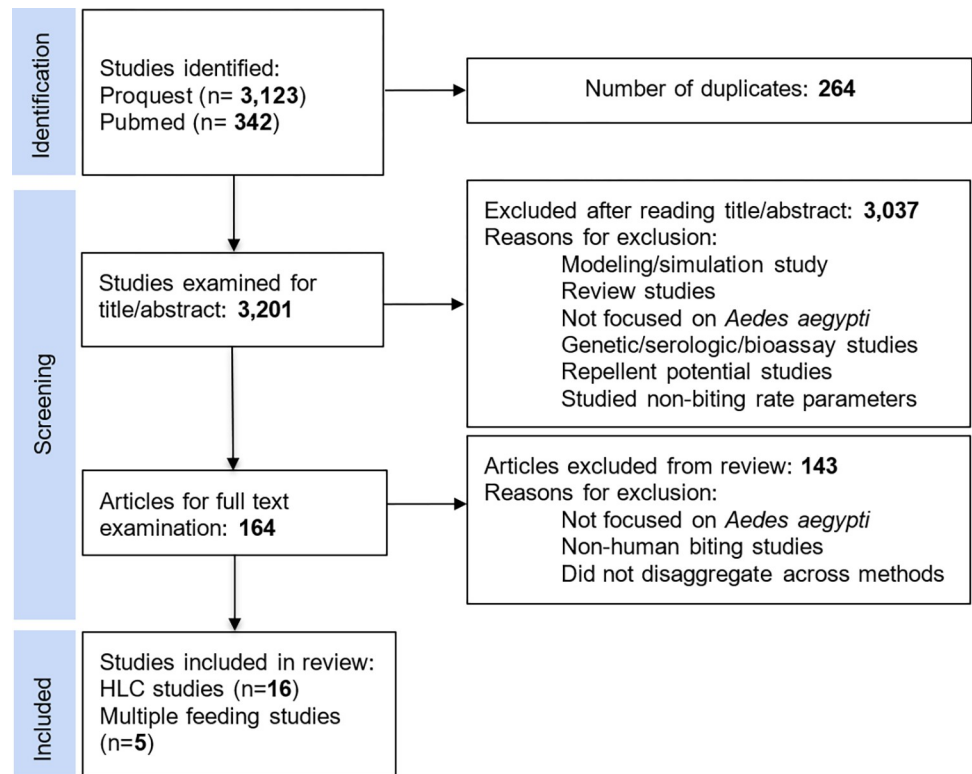 Identification
Studies identified:
Proquest (n= 3,123)
Pubmed (n= 342)
Number of duplicates: 264
Screening
Studies examined for
title/abstract: 3,201
Excluded after reading title/abstract: 3,037
Reasons for exclusion:
Modeling/simulation study
Review studies
Not focused on Aedes aegypti
Genetic/serologic/bioassay studies
Repellent potential studies
Studied non-biting rate parameters
Articles for full text
examination: 164
Articles excluded from review: 143
Reasons for exclusion:
Not focused on Aedes aegypti
Non-human biting studies
Did not disaggregate across methods
Included
Studies included in review:
HLC studies (n=16)
Multiple feeding studies
(n=5)